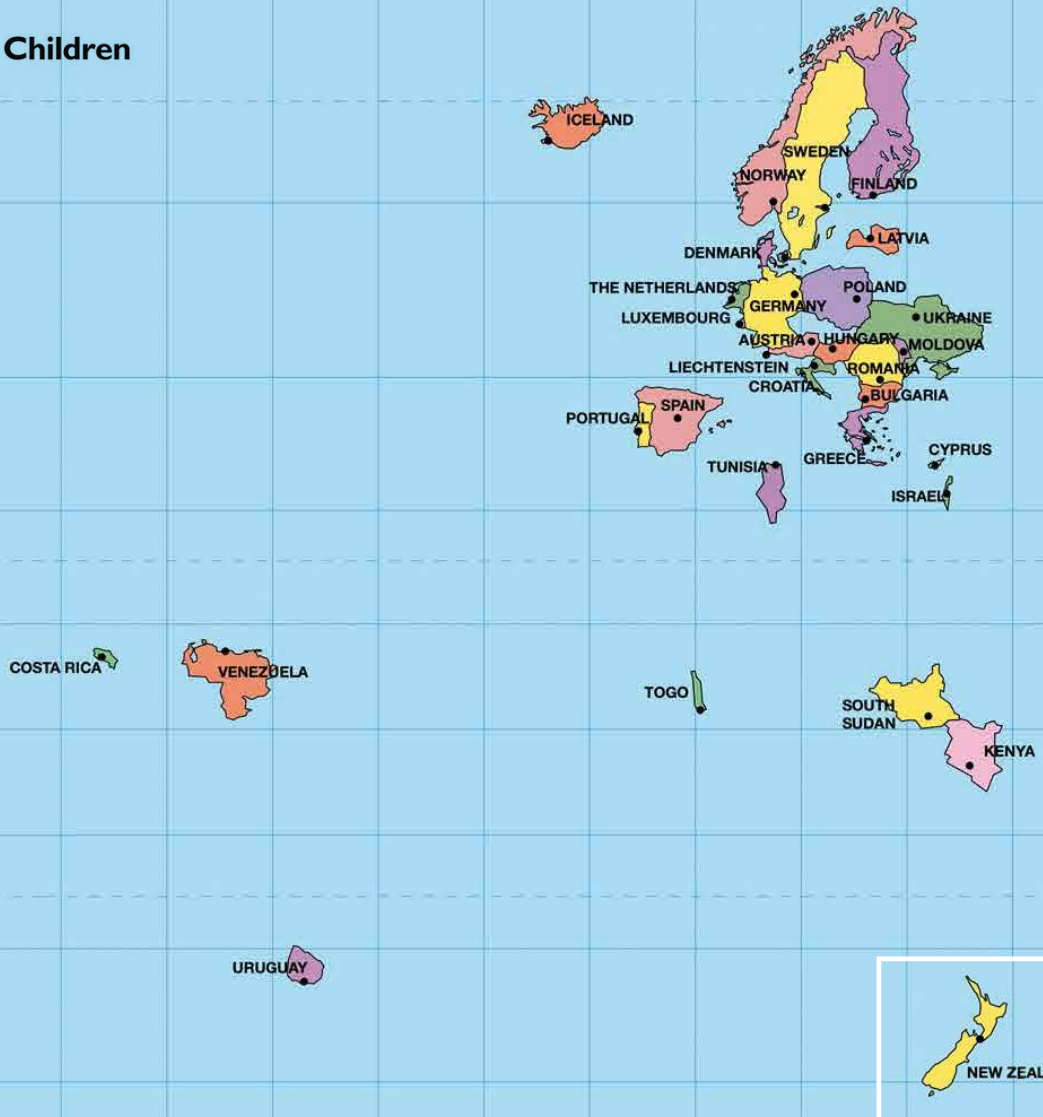 Children
ICELAND
SWEDEN
NORWAY
FINLAND
LATVIA
DENMARK
THE NETHERLANDS
POLAND
GERMANY
LUXEMBOURG
UKRAINE
AUSTRIA
HUNGARY
MOLDOVA
LIECHTENSTEIN
ROMANIA
CROATIA
BULGARIA
SPAIN
PORTUGAL
CYPRUS
GREECE
TUNISIA
ISRAEL
COSTA RICA
VENEZUELA
TOGO
SOUTH
SUDAN
KENYA
URUGUAY
NEW ZEAL